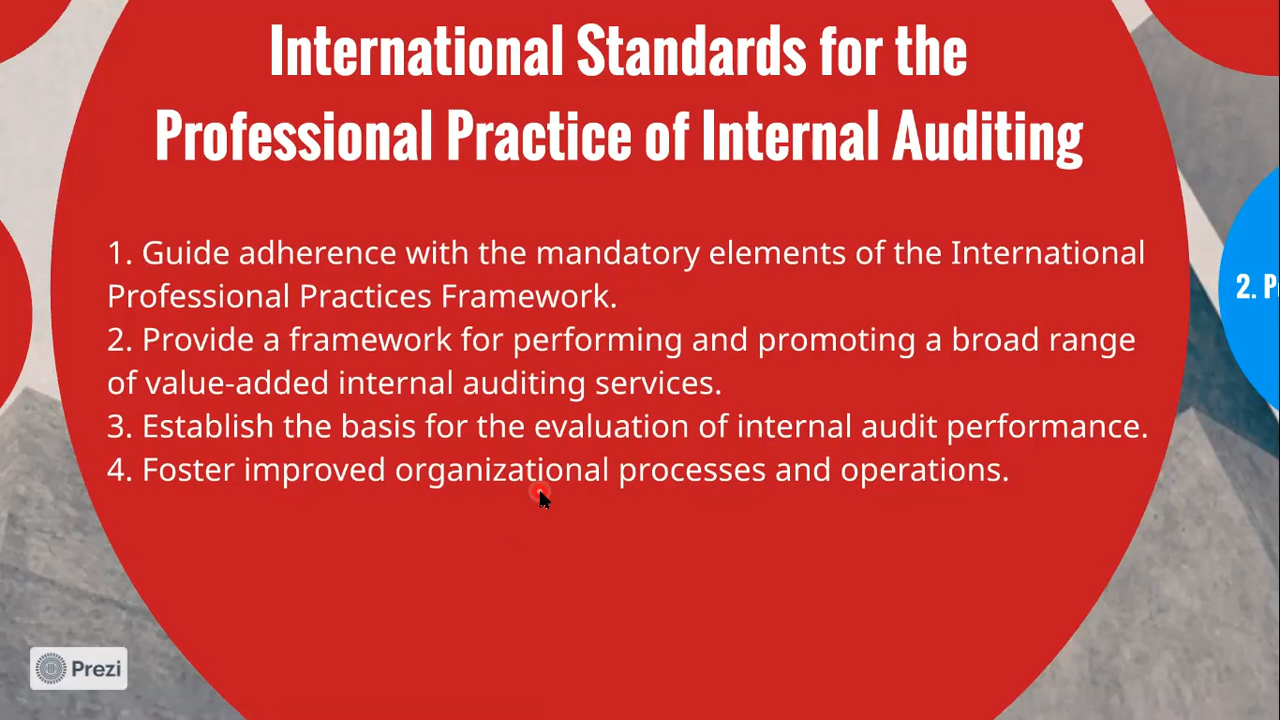 International Standards for the
Professional Practice of Internal Auditing
1. Guide adherence with the mandatory elements of the International
Professional Practices Framework.
2. Provide a framework for performing and promoting a broad range
of value-added internal auditing services.
3. Establish the basis for the evaluation of internal audit performance.
4. Foster improved organizational processes and operations.
2. P
Prezi